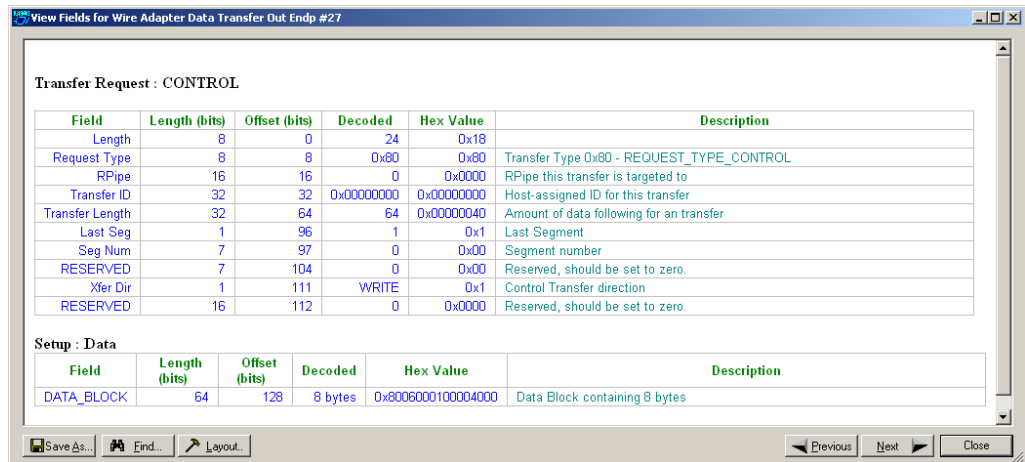 View Fields for Wire Adapter Data Transfer Out Endp #27
Transfer Request : CONTROL
Field Length (bits) Offset (bits) Decoded Hex Value Description
Length 8 0 24 0x18
Request Type 8 8 0x80 0x80 Transfer Type 0x80 - REQUEST_TYPE_CONTROL
RPipe 16 16 0 0x0000 RPipe this transfer is targeted to
Transfer ID 32 32 0x00000000 0x00000000 Host-assigned ID for this transfer
Transfer Length 32 64 64 0x00000040 Amount of data following for an transfer
Last Seg 1 96 1 0x1 Last Segment
Seg Num 7 97 0 0x00 Segment number
RESERVED 7 104 0 0x00 Reserved, should be set to zero.
Xfer Dir 1 111 WRITE 0x1 Control Transfer direction
RESERVED 16 112 0 0x0000 Reserved, should be set to zero.
Setup : Data
Field Length (bits) Offset (bits) Decoded Hex Value Description
DATA_BLOCK 64 128 8 bytes 0x8006000100004000 Data Block containing 8 bytes
Save As... Find... Layout.. Previous Next Close